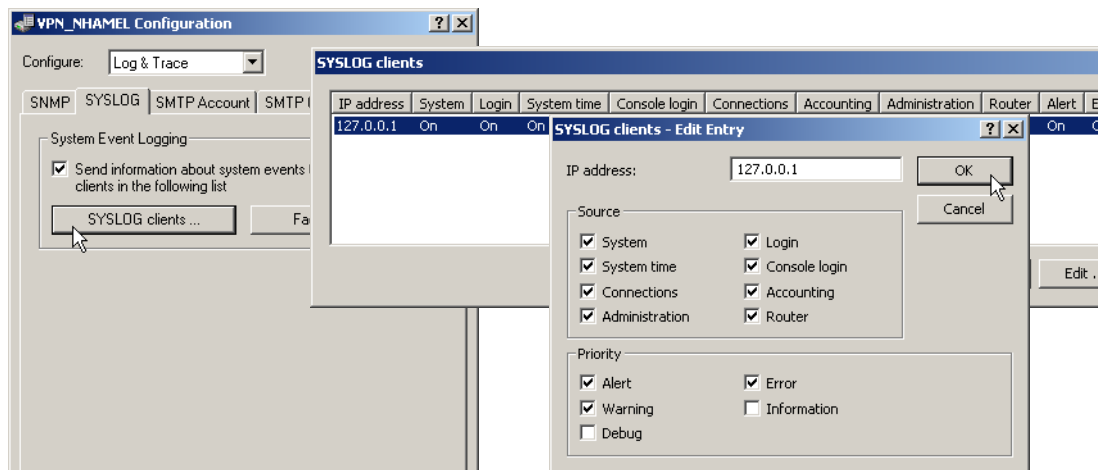 VPN_NHAMEL Configuration
Configure: Log & Trace
SNMP SYSLOG SMTP Account SMTP
System Event Logging
Send information about system events
clients in the following list
SYSLOG clients ...
Fa
SYSLOG clients
IP address System Login System time Console login Connections Accounting Administration Router Alert E
127.0.0.1 On On On On
SYSLOG clients - Edit Entry
IP address: 127.0.0.1
OK
Cancel
Source
System Login
System time Console login
Connections Accounting
Administration Router
Edit .
Priority
Alert Error
Warning Information
Debug